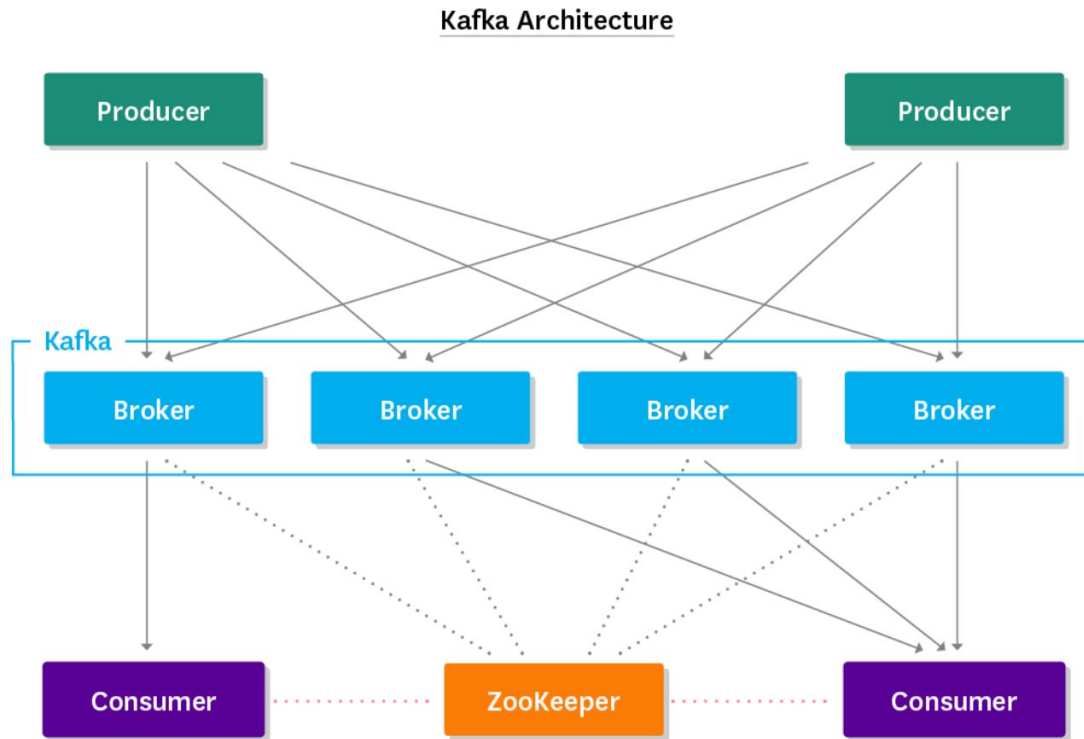 Kafka Architecture
Producer
Producer
Kafka
Broker
Broker
Broker
Broker
Consumer
ZooKeeper
Consumer